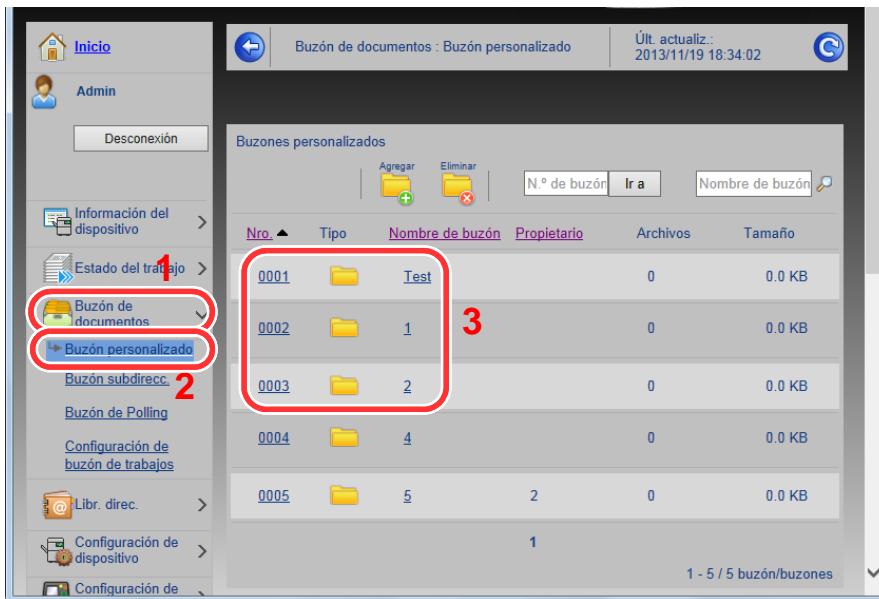 Inicio
Admin
Desconexión
Información del
dispositivo
Estado del trabajo
1
Buzón de
documentos
Buzón personalizado
2
Buzón subdirecc.
Buzón de Polling
Configuración de
buzón de trabajos
Libr. direc.
Configuración de
dispositivo
Configuración de
Buzón de documentos : Buzón personalizado
Últ. actualiz.:
2013/11/19 18:34:02
Buzones personalizados
Agregar Eliminar
N.º de buzón Ir a Nombre de buzón
Nro. Tipo Nombre de buzón Propietario Archivos Tamaño
0001 Test 0 0.0 KB
0002 1 0 0.0 KB
3
0003 2 0 0.0 KB
0004 4 0 0.0 KB
0005 5 2 0 0.0 KB
1
1 - 5 / 5 buzón/buzones